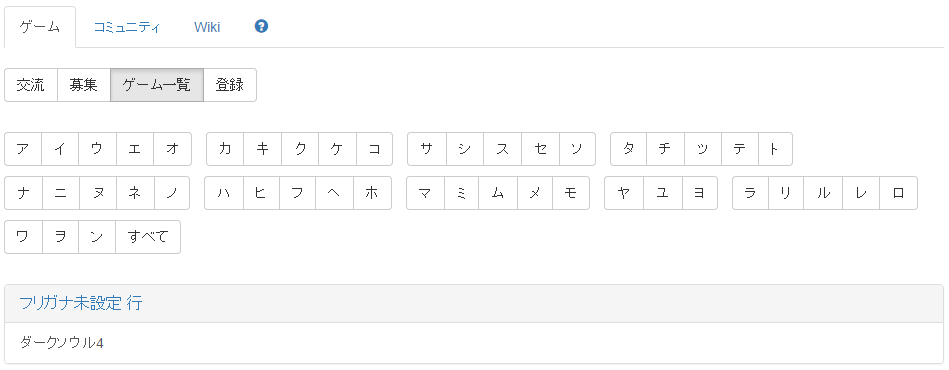 ゲーム コミュニティ Wiki ?
交流 募集 ゲーム一覧 登録
ア イ ウ エ オ カ キ ク ケ コ サ シ ス セ ソ タ チ ツ テ ト
ナ ニ ヌ ネ ノ ハ ヒ フ ヘ ホ マ ミ ム メ モ ヤ ユ ヨ ラ リ ル レ ロ
ワ ヲ ン すべて
フリガナ未設定 行
ダークソウル4